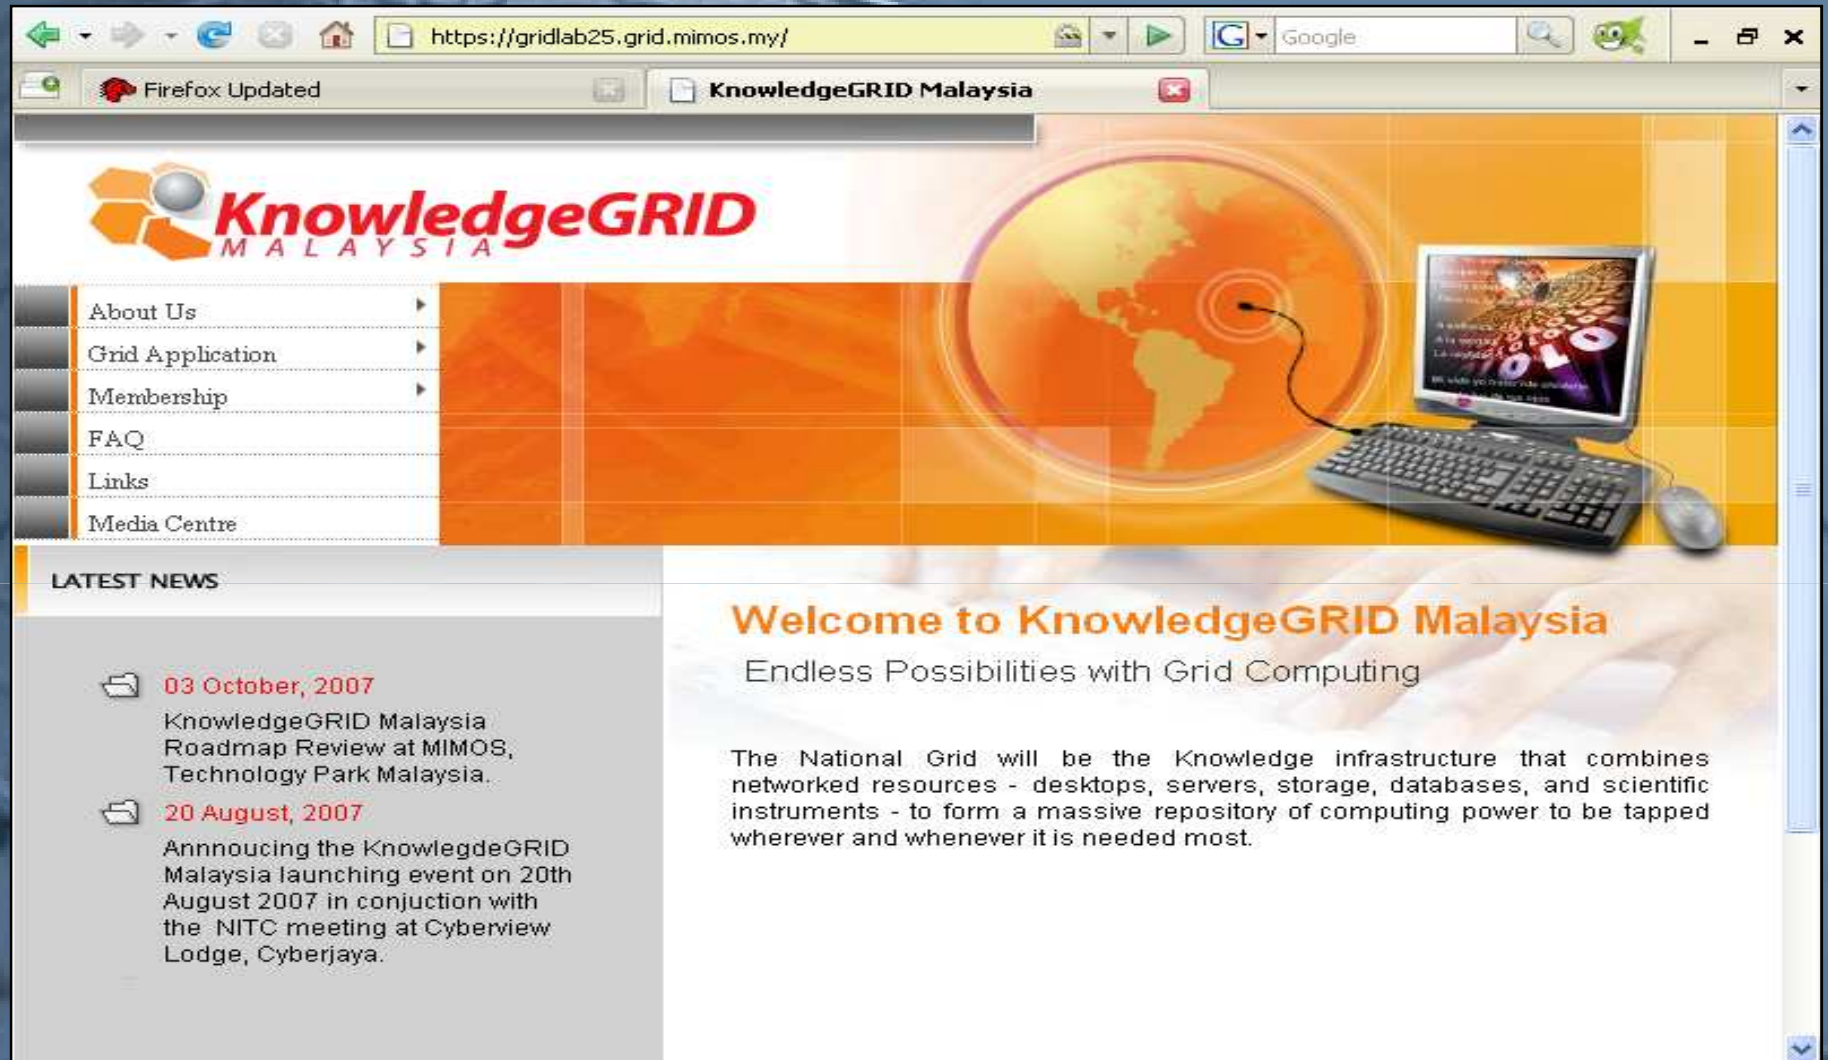 https://gridlab25.grid.mimos.my/
Google
Firefox Updated
KnowledgeGRID Malaysia
KnowledgeGRID
MALAYSIA
About Us
Grid Application
Membership
FAQ
Links
Media Centre
LATEST NEWS
03 October, 2007
KnowledgeGRID Malaysia
Roadmap Review at MIMOS,
Technology Park Malaysia.
20 August, 2007
Annnoucing the KnowlegdeGRID
Malaysia launching event on 20th
August 2007 in conjuction with
the NITC meeting at Cyberview
Lodge, Cyberjaya.
Welcome to KnowledgeGRID Malaysia
Endless Possibilities with Grid Computing
The National Grid will be the Knowledge infrastructure that combines
networked resources - desktops, servers, storage, databases, and scientific
instruments - to form a massive repository of computing power to be tapped
wherever and whenever it is needed most.